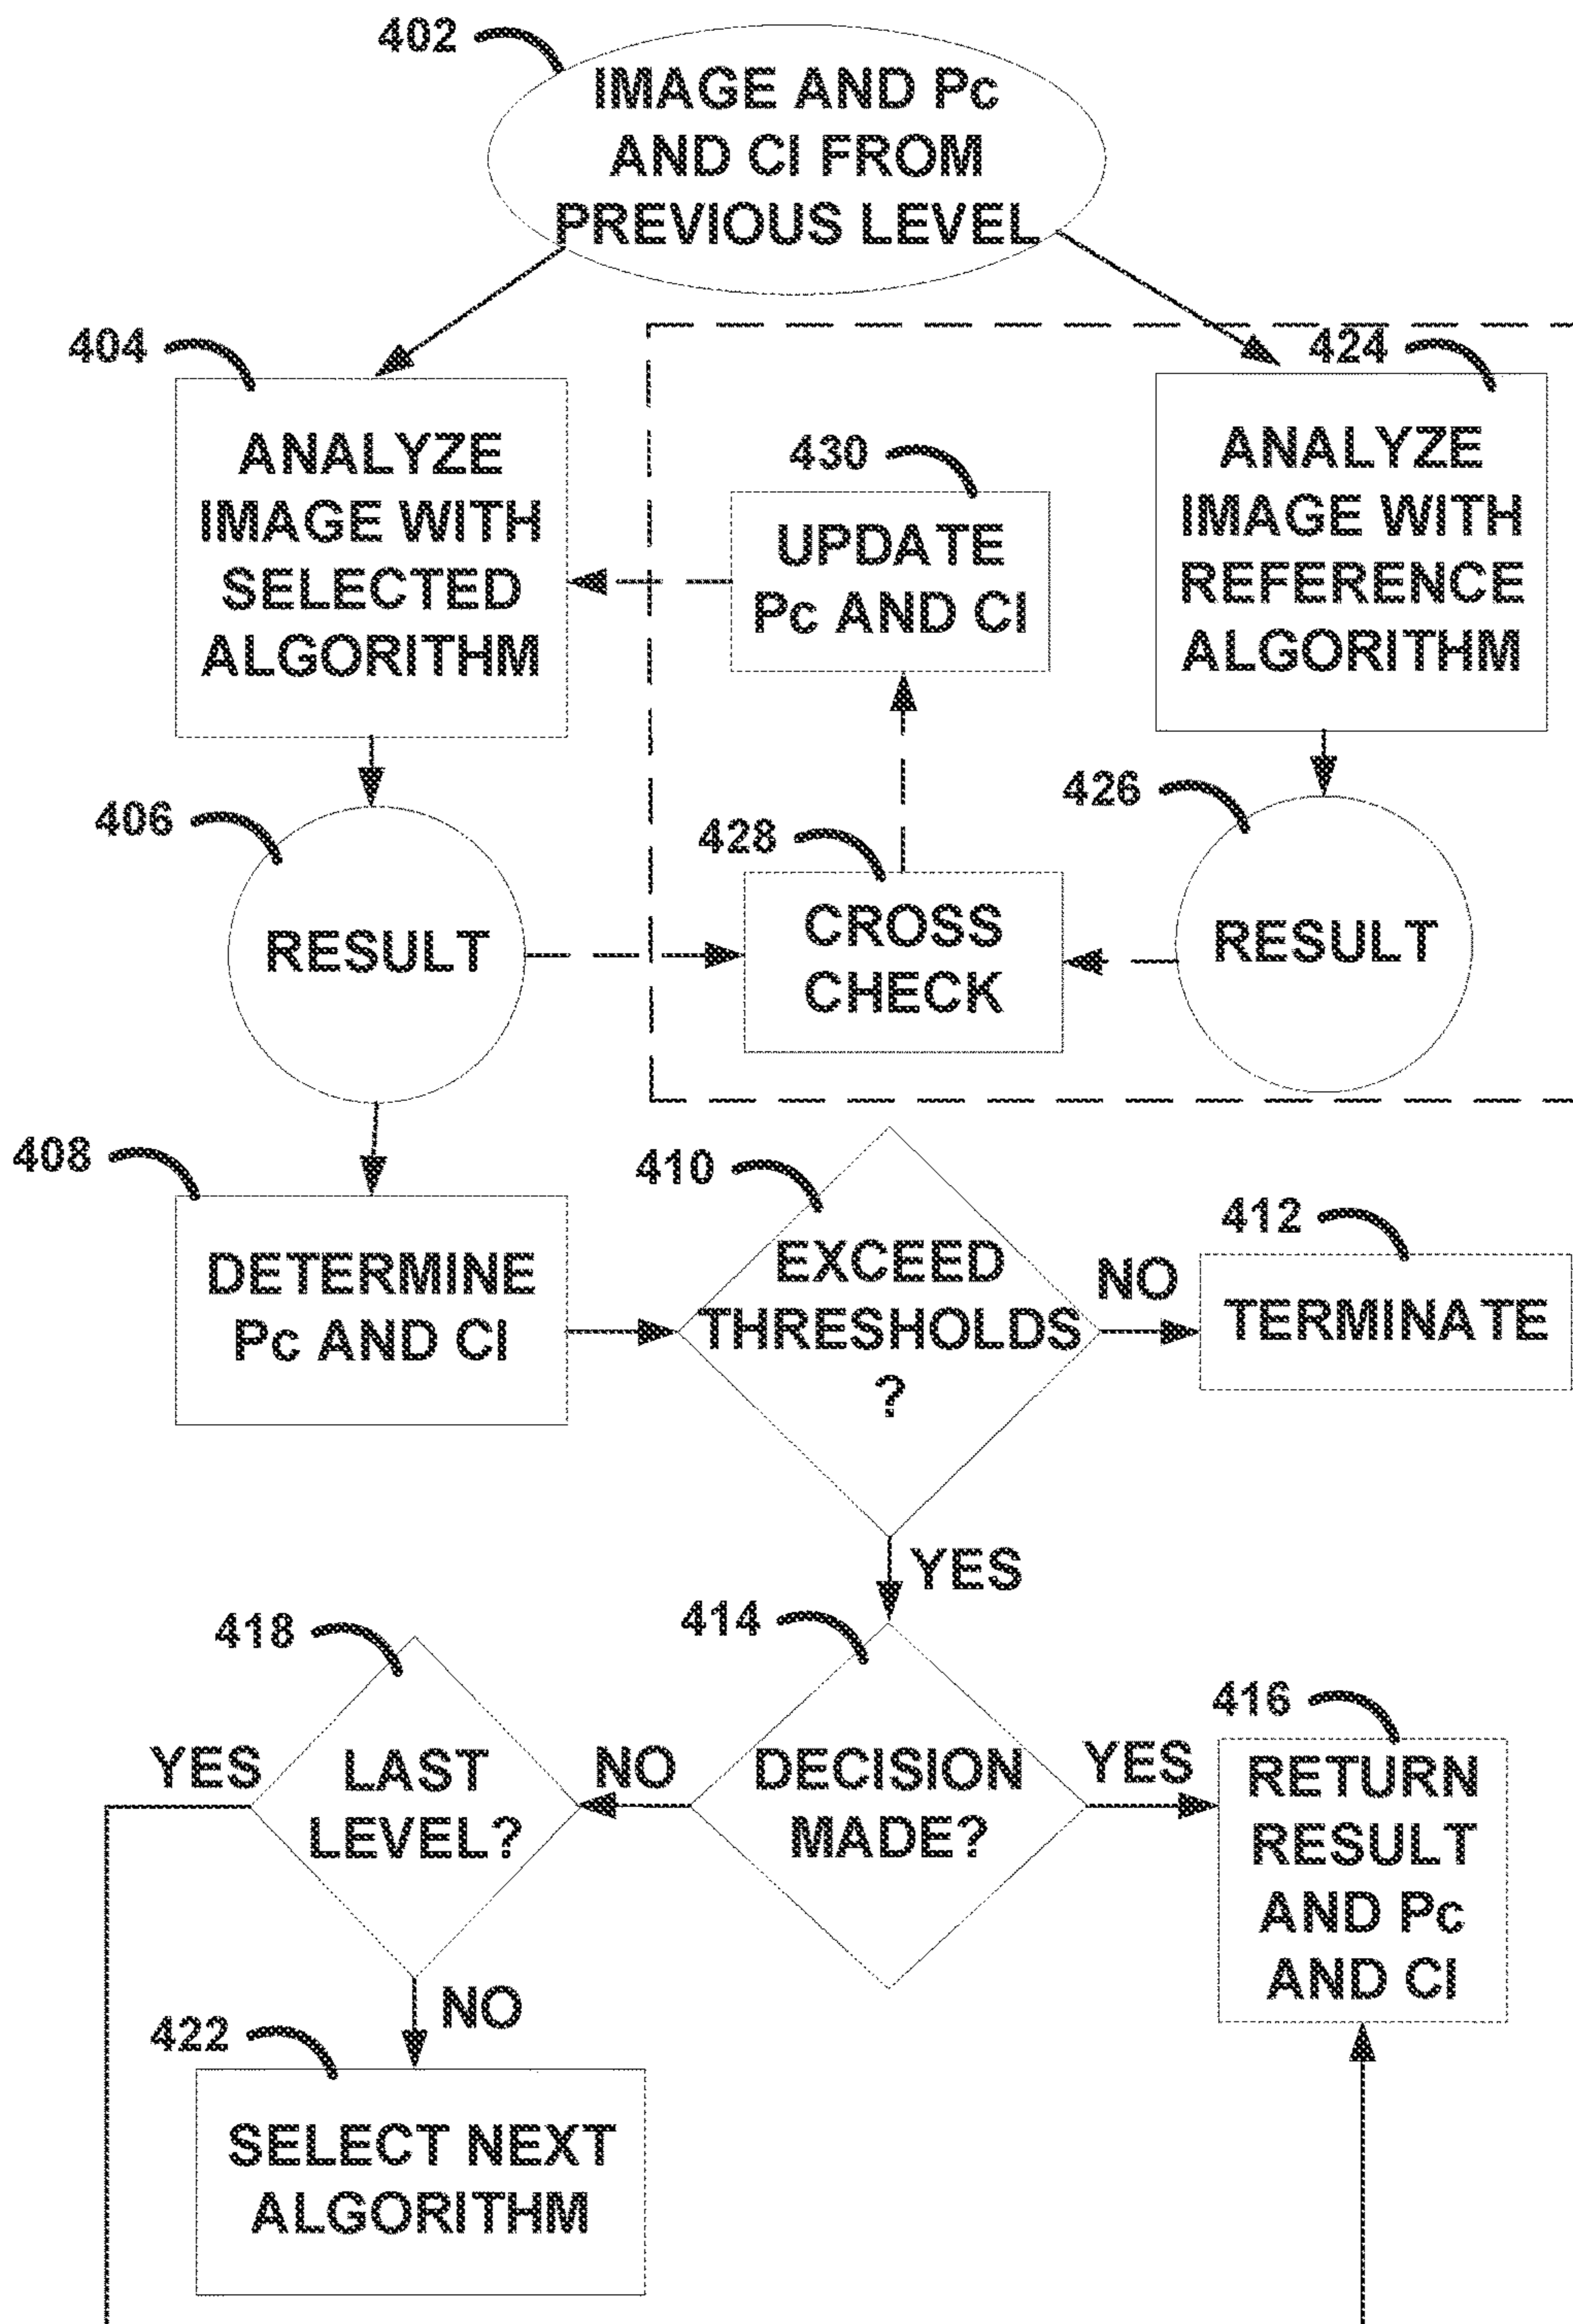 402
IMAGE AND Pc
AND CI FROM
PREVIOUS LEVEL
404
ANALYZE
IMAGE WITH
SELECTED
ALGORITHM
424
ANALYZE
IMAGE WITH
REFERENCE
ALGORITHM
430
UPDATE
Pc AND CI
406
RESULT
428
CROSS
CHECK
426
RESULT
408
DETERMINE
Pc AND CI
410
EXCEED
THRESHOLDS
?
NO
412
TERMINATE
YES
414
DECISION
MADE?
YES
416
RETURN
RESULT
AND Pc
AND CI
NO
418
LAST
LEVEL?
YES
NO
422
SELECT NEXT
ALGORITHM